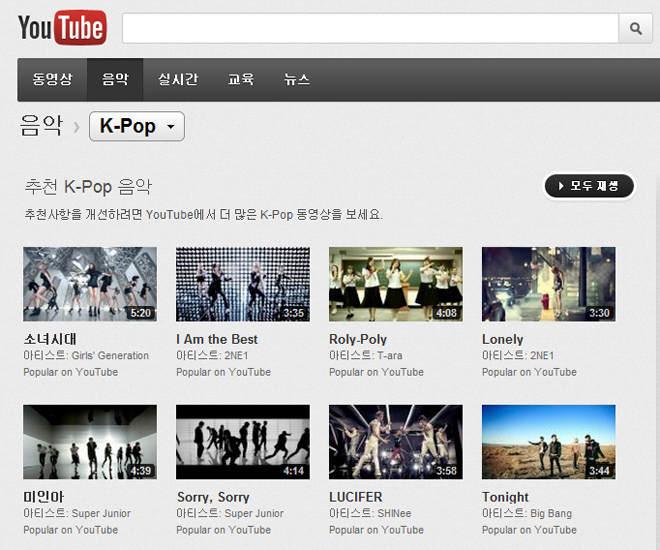 YouTube
동영상 음악 실시간 교육 뉴스
음악 › K-Pop
추천 K-Pop 음악
모두 재생
추천사항을 개선하려면 YouTube에서 더 많은 K-Pop 동영상을 보세요.
5:20 3:35 4:08 3:30
소녀시대 I Am the Best Roly-Poly Lonely
아티스트: Girls' Generation 아티스트: 2NE1 아티스트: T-ara 아티스트: 2NE1
Popular on YouTube Popular on YouTube Popular on YouTube Popular on YouTube
4:39 4:14 3:58 3:44
미인아 Sorry, Sorry LUCIFER Tonight
아티스트: Super Junior 아티스트: Super Junior 아티스트: SHINee 아티스트: Big Bang
Popular on YouTube Popular on YouTube Popular on YouTube Popular on YouTube